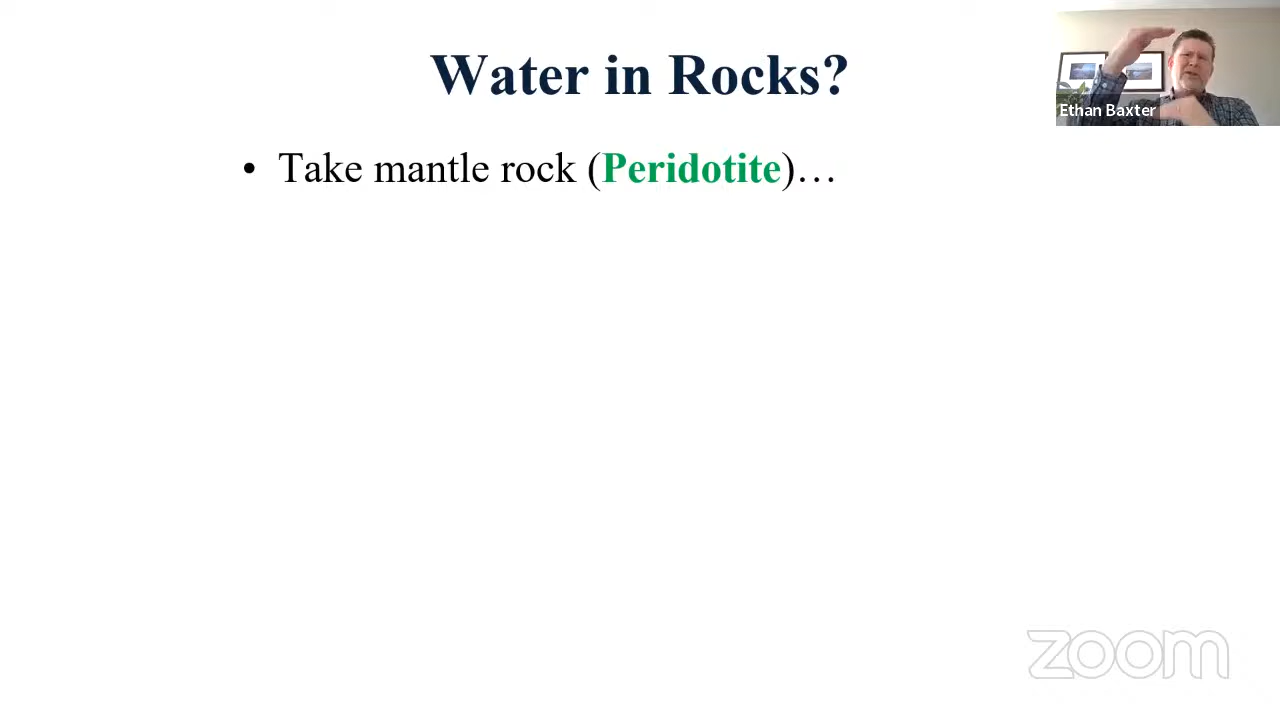 Water in Rocks?
Ethan Baxter
• Take mantle rock (Peridotite)…
zoom